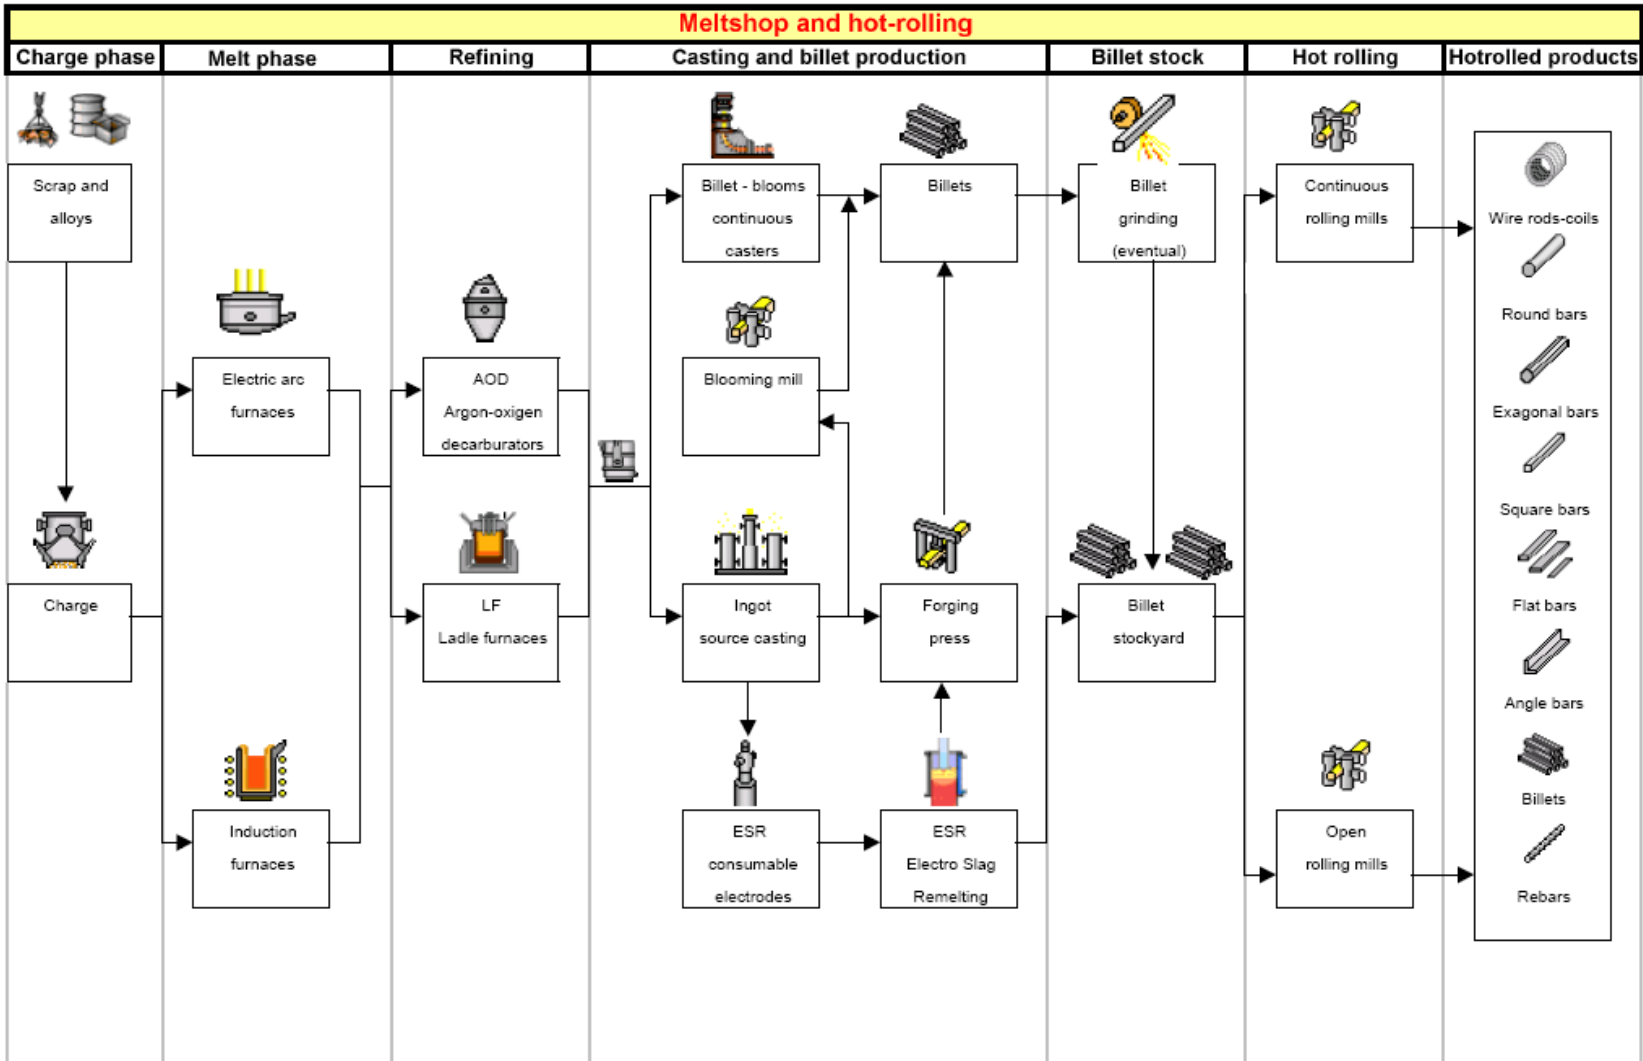 Meltshop and hot-rolling
Charge phase
Melt phase
Refining
Casting and billet production
Billet stock
Hot rolling
Hotrolled products
Scrap and
alloys
Charge
Electric arc
furnaces
Induction
furnaces
AOD
Argon-oxigen
decarburators
LF
Ladle furnaces
Billet - blooms
continuous
casters
Blooming mill
Ingot
source casting
ESR
consumable
electrodes
Billets
Forging
press
ESR
Electro Slag
Remelting
Billet
grinding
(eventual)
Billet
stockyard
Continuous
rolling mills
Open
rolling mills
Wire rods-coils
Round bars
Exagonal bars
Square bars
Flat bars
Angle bars
Billets
Rebars